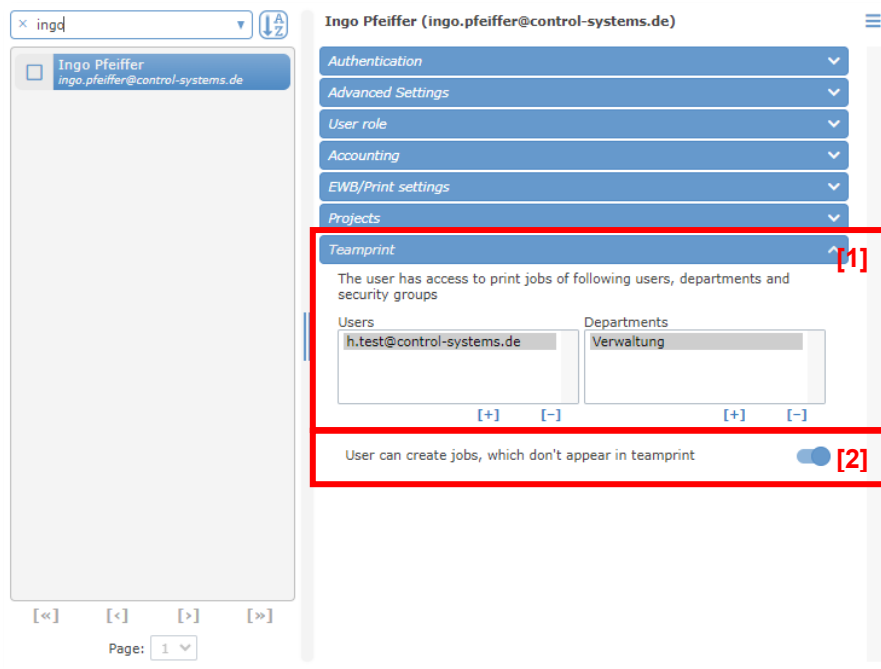 × ingo
A
Z
Ingo Pfeiffer
ingo.pfeiffer@control-systems.de
[«] [‹] [›] [»]
Page: 1
Ingo Pfeiffer (ingo.pfeiffer@control-systems.de)
Authentication
Advanced Settings
User role
Accounting
EWB/Print settings
Projects
Teamprint
[1]
The user has access to print jobs of following users, departments and
security groups
Users Departments
h.test@control-systems.de Verwaltung
[+] [-] [+] [-]
User can create jobs, which don't appear in teamprint
[2]